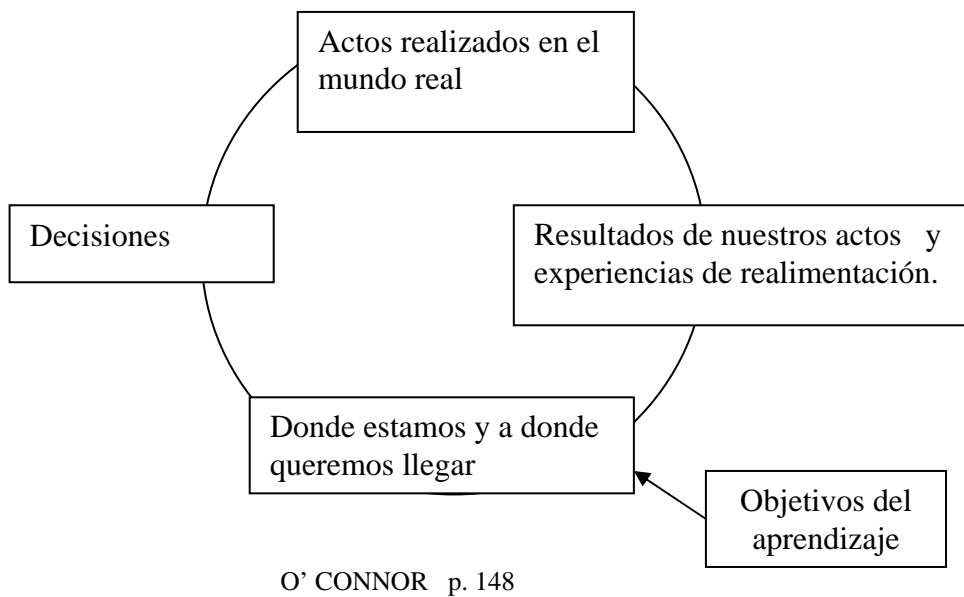 Actos realizados en el
mundo real
Decisiones
Resultados de nuestros actos y
experiencias de realimentación.
Donde estamos y a donde
queremos llegar
Objetivos del
aprendizaje
O' CONNOR p. 148